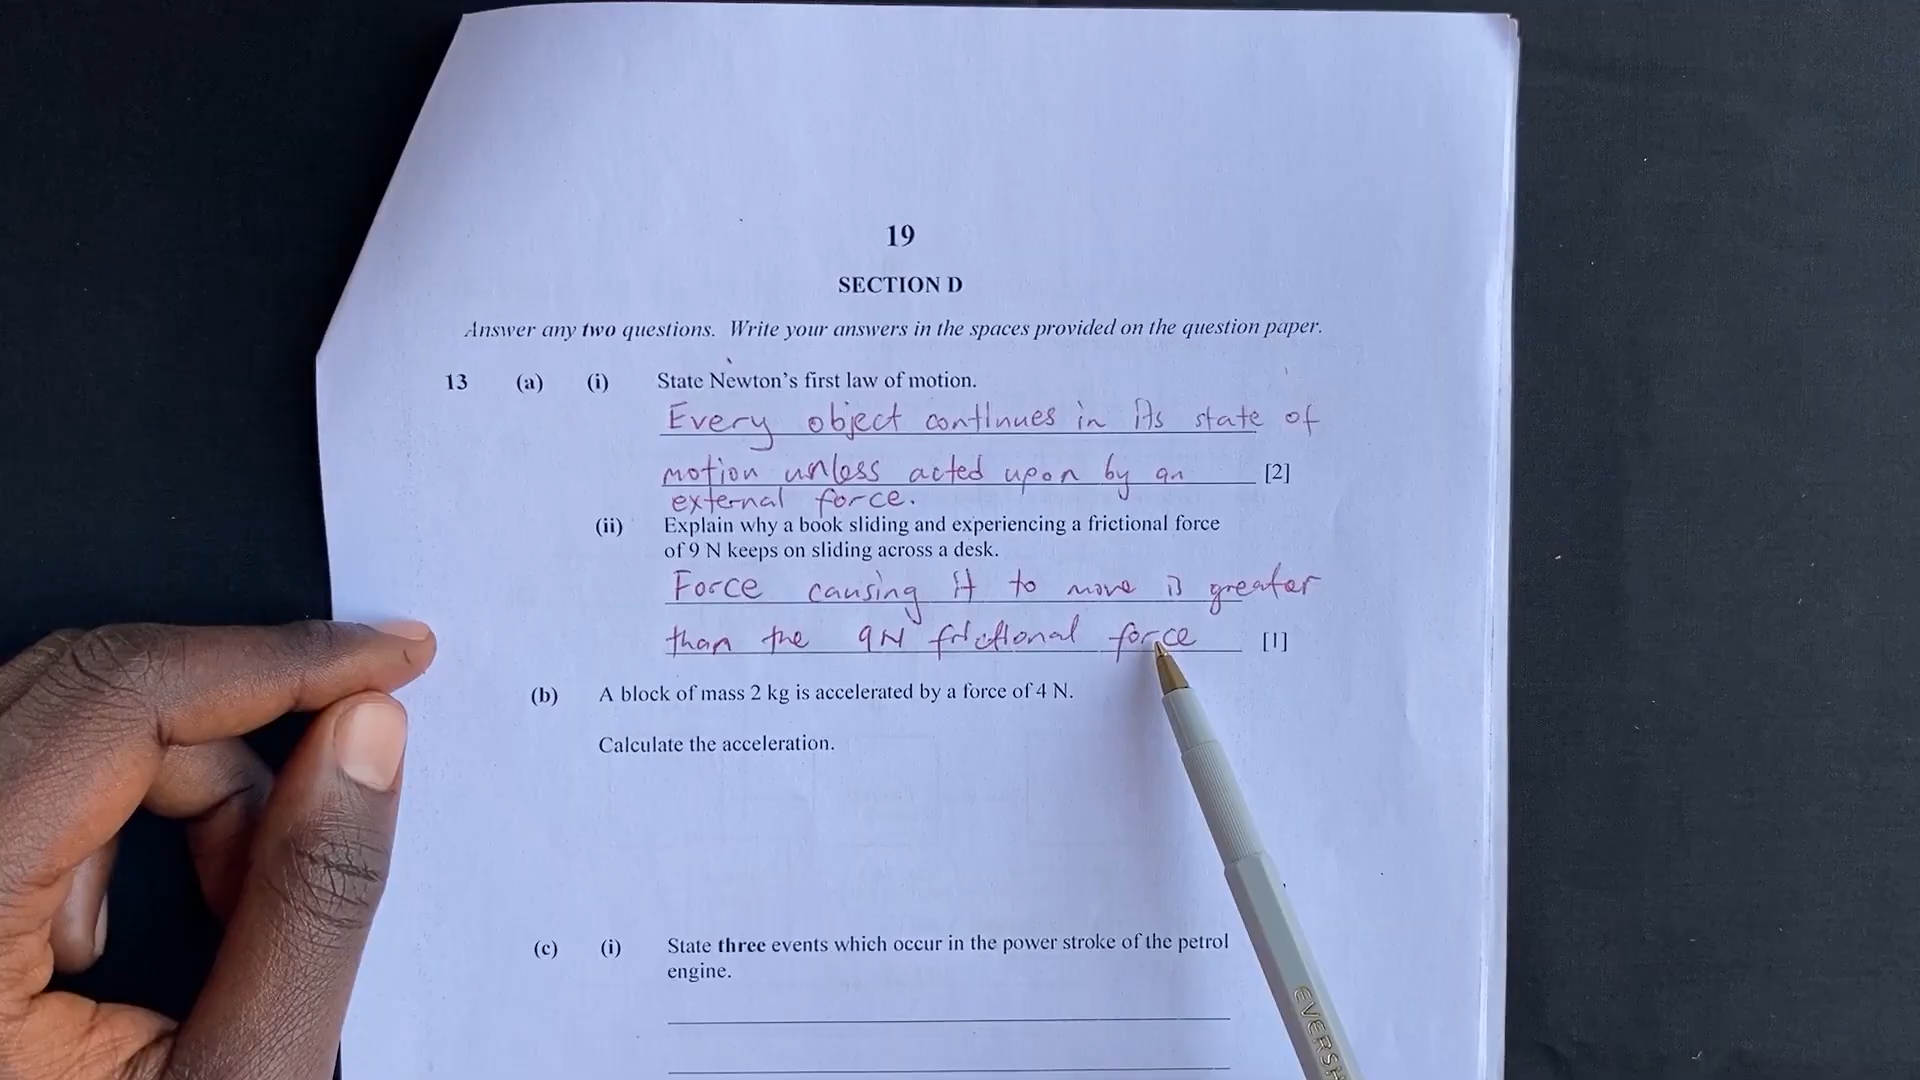 19
SECTION D
Answer any two questions. Write your answers in the spaces provided on the question paper.
13 (a) (i) State Newton's first law of motion.
Every object continues in its state of
motion unless acted upon by an [2]
external force.
(ii) Explain why a book sliding and experiencing a frictional force
of 9 N keeps on sliding across a desk.
Force causing it to move is greater
than the 9N frictional force [1]
(b) A block of mass 2 kg is accelerated by a force of 4 N.
Calculate the acceleration.
(c) (i) State three events which occur in the power stroke of the petrol
engine.
EVERSH